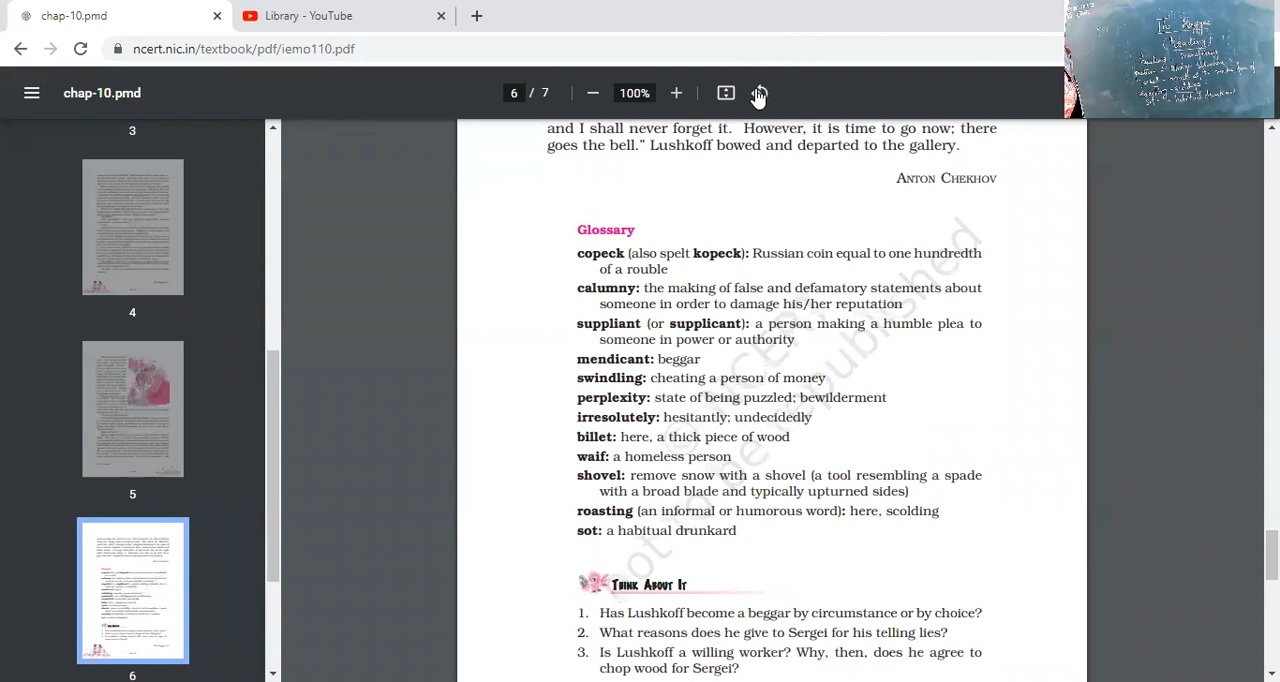 chap-10.pmd
Library - YouTube
ncert.nic.in/textbook/pdf/iemo110.pdf
chap-10.pmd
6 / 7
100%
3
4
5
6
and I shall never forget it. However, it is time to go now; there
goes the bell." Lushkoff bowed and departed to the gallery.
ANTON CHEKHOV
Glossary
copeck (also spelt kopeck): Russian coin equal to one hundredth
of a rouble
calumny: the making of false and defamatory statements about
someone in order to damage his/her reputation
suppliant (or supplicant): a person making a humble plea to
someone in power or authority
mendicant: beggar
swindling: cheating a person of money
perplexity: state of being puzzled; bewilderment
irresolutely: hesitantly; undecidedly
billet: here, a thick piece of wood
waif: a homeless person
shovel: remove snow with a shovel (a tool resembling a spade
with a broad blade and typically upturned sides)
roasting (an informal or humorous word): here, scolding
sot: a habitual drunkard
THINK ABOUT IT
1. Has Lushkoff become a beggar by circumstance or by choice?
2. What reasons does he give to Sergei for his telling lies?
3. Is Lushkoff a willing worker? Why, then, does he agree to
chop wood for Sergei?
not to be republished